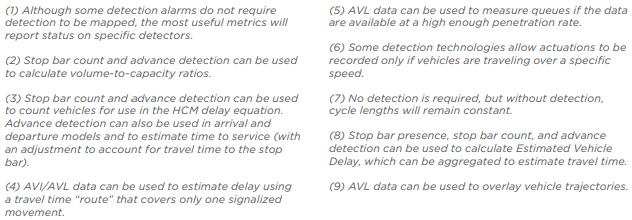 (1) Although some detection alarms do not require
detection to be mapped, the most useful metrics will
report status on specific detectors.
(2) Stop bar count and advance detection can be used
to calculate volume-to-capacity ratios.
(3) Stop bar count and advance detection can be used
to count vehicles for use in the HCM delay equation.
Advance detection can also be used in arrival and
departure models and to estimate time to service (with
an adjustment to account for travel time to the stop
bar).
(4) AVI/AVL data can be used to estimate delay using
a travel time “route” that covers only one signalized
movement.
(5) AVL data can be used to measure queues if the data
are available at a high enough penetration rate.
(6) Some detection technologies allow actuations to be
recorded only if vehicles are traveling over a specific
speed.
(7) No detection is required, but without detection,
cycle lengths will remain constant.
(8) Stop bar presence, stop bar count, and advance
detection can be used to calculate Estimated Vehicle
Delay, which can be aggregated to estimate travel time.
(9) AVL data can be used to overlay vehicle trajectories.